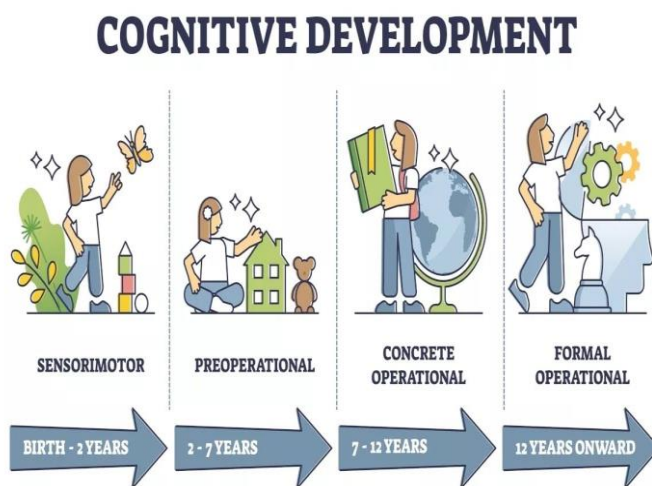 COGNITIVE DEVELOPMENT
SENSORIMOTOR
PREOPERATIONAL
CONCRETE
OPERATIONAL
FORMAL
OPERATIONAL
BIRTH - 2 YEARS
2 - 7 YEARS
7 - 12 YEARS
12 YEARS ONWARD